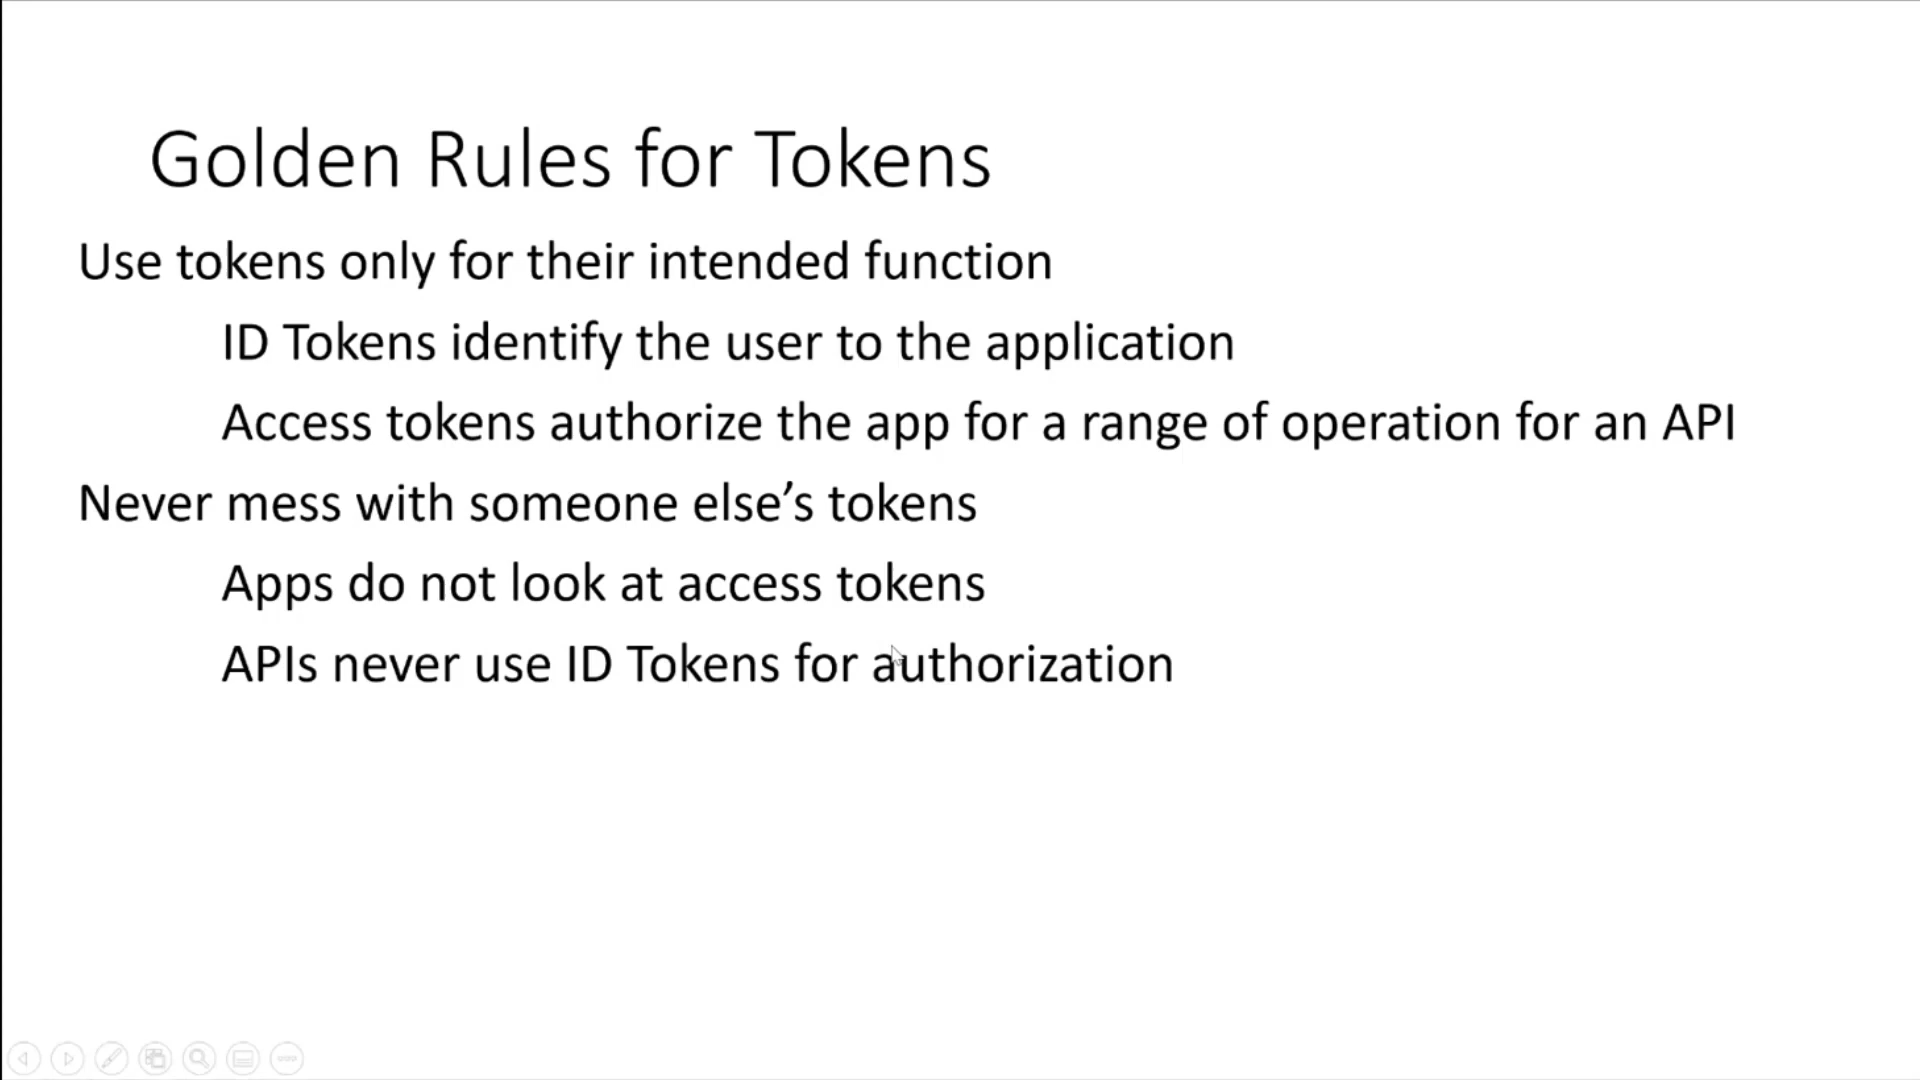 Golden Rules for Tokens
Use tokens only for their intended function
ID Tokens identify the user to the application
Access tokens authorize the app for a range of operation for an API
Never mess with someone else’s tokens
Apps do not look at access tokens
APIs never use ID Tokens for authorization